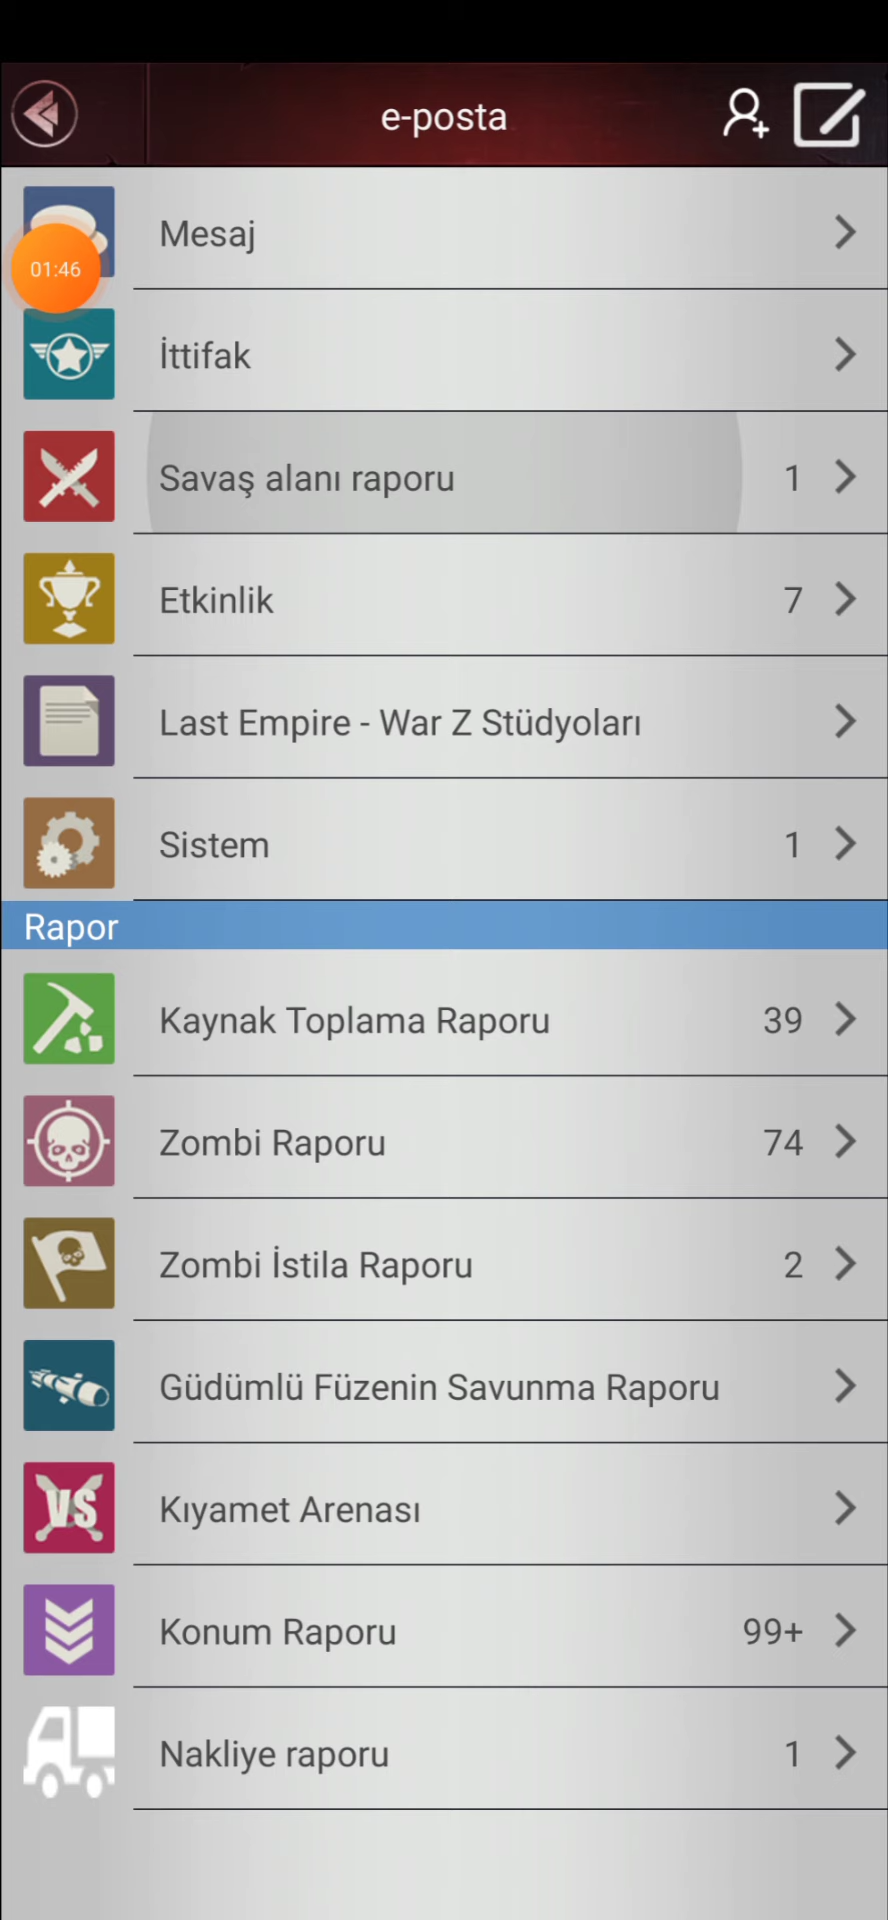 e-posta
Mesaj
01:46
İttifak
Savaş alanı raporu 1
Etkinlik 7
Last Empire - War Z Stüdyoları
Sistem 1
Rapor
Kaynak Toplama Raporu 39
Zombi Raporu 74
Zombi İstila Raporu 2
Güdümlü Füzenin Savunma Raporu
VS
Kıyamet Arenası
Konum Raporu 99+
Nakliye raporu 1